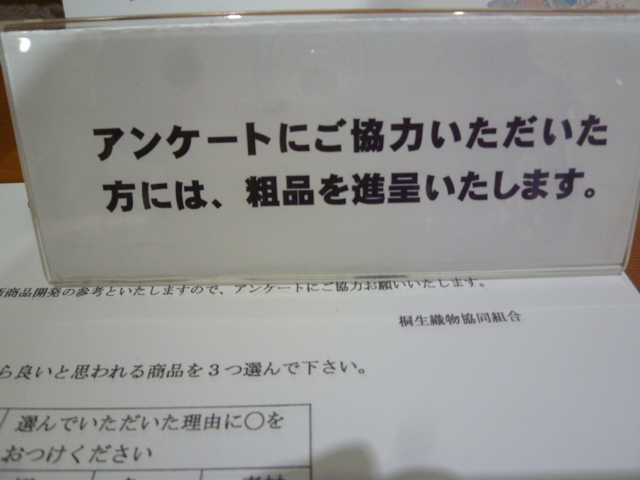 アンケートにご協力いただいた
方には、粗品を進呈いたします。
商品開発の参考といたしますので、アンケートにご協力お願いいたします。
桐生織物協同組合
ら良いと思われる商品を3つ選んで下さい。
選んでいただいた理由に〇を
おつけください